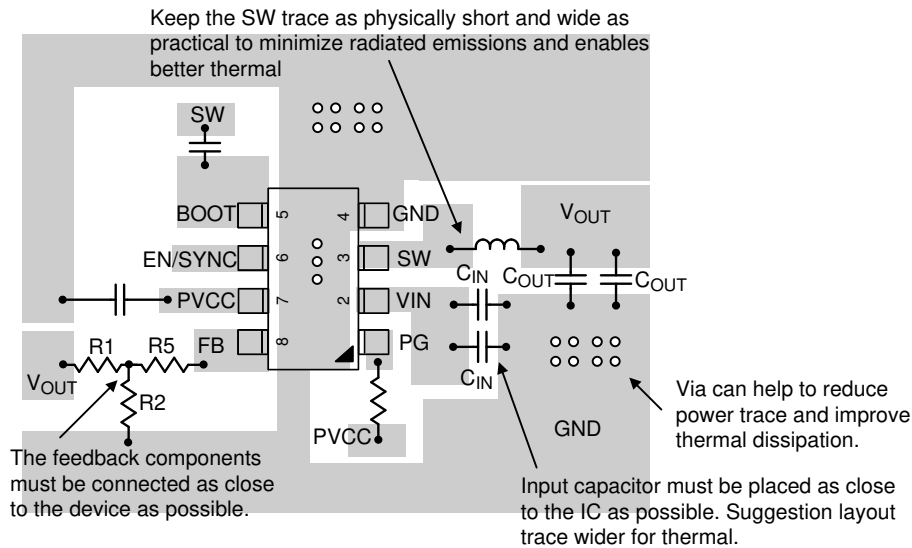 Keep the SW trace as physically short and wide as
practical to minimize radiated emissions and enables
better thermal
SW
BOOT
5
4
GND
VOUT
EN/SYNC
6
3
SW
CIN
COUT
COUT
PVCC
7
2
VIN
FB
8
PG
R1
R5
VOUT
R2
CIN
PVCC
GND
Via can help to reduce
power trace and improve
thermal dissipation.
The feedback components
must be connected as close
to the device as possible.
Input capacitor must be placed as close
to the IC as possible. Suggestion layout
trace wider for thermal.